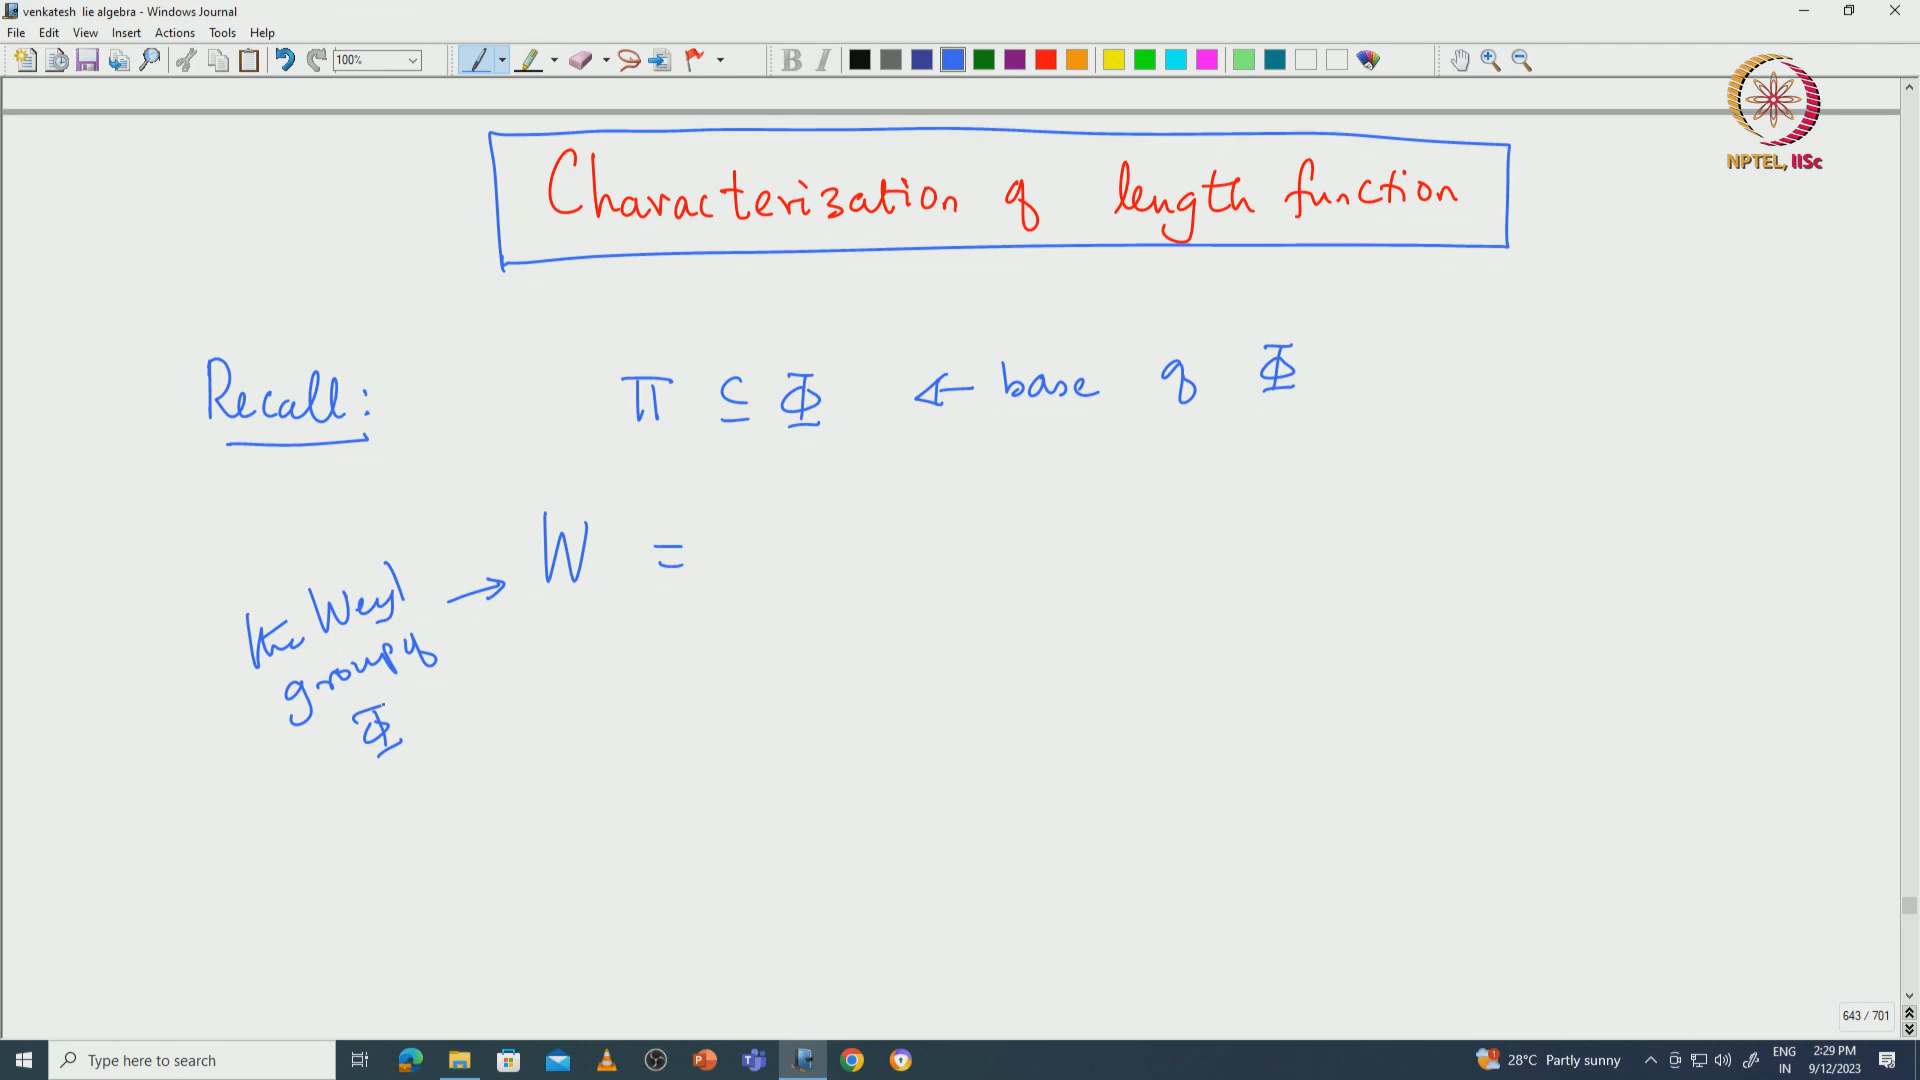 venkatesh lie algebra - Windows Journal
File Edit View Insert Actions Tools Help
100%
B I
NPTEL, IISc
Characterization of length function
Recall: Π ⊆ Φ ← base of Φ
the Weyl group of Φ → W =
643 / 701
Type here to search
28°C Partly sunny
ENG
IN
2:29 PM
9/12/2023